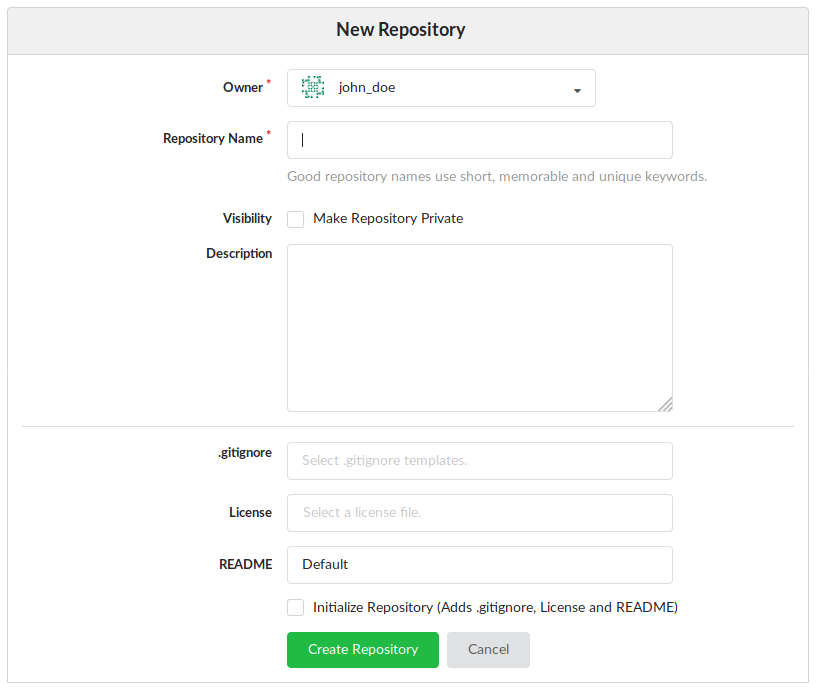 New Repository
Owner *
john_doe
Repository Name *
Good repository names use short, memorable and unique keywords.
Visibility
Make Repository Private
Description
.gitignore
Select .gitignore templates.
License
Select a license file.
README
Default
Initialize Repository (Adds .gitignore, License and README)
Create Repository
Cancel